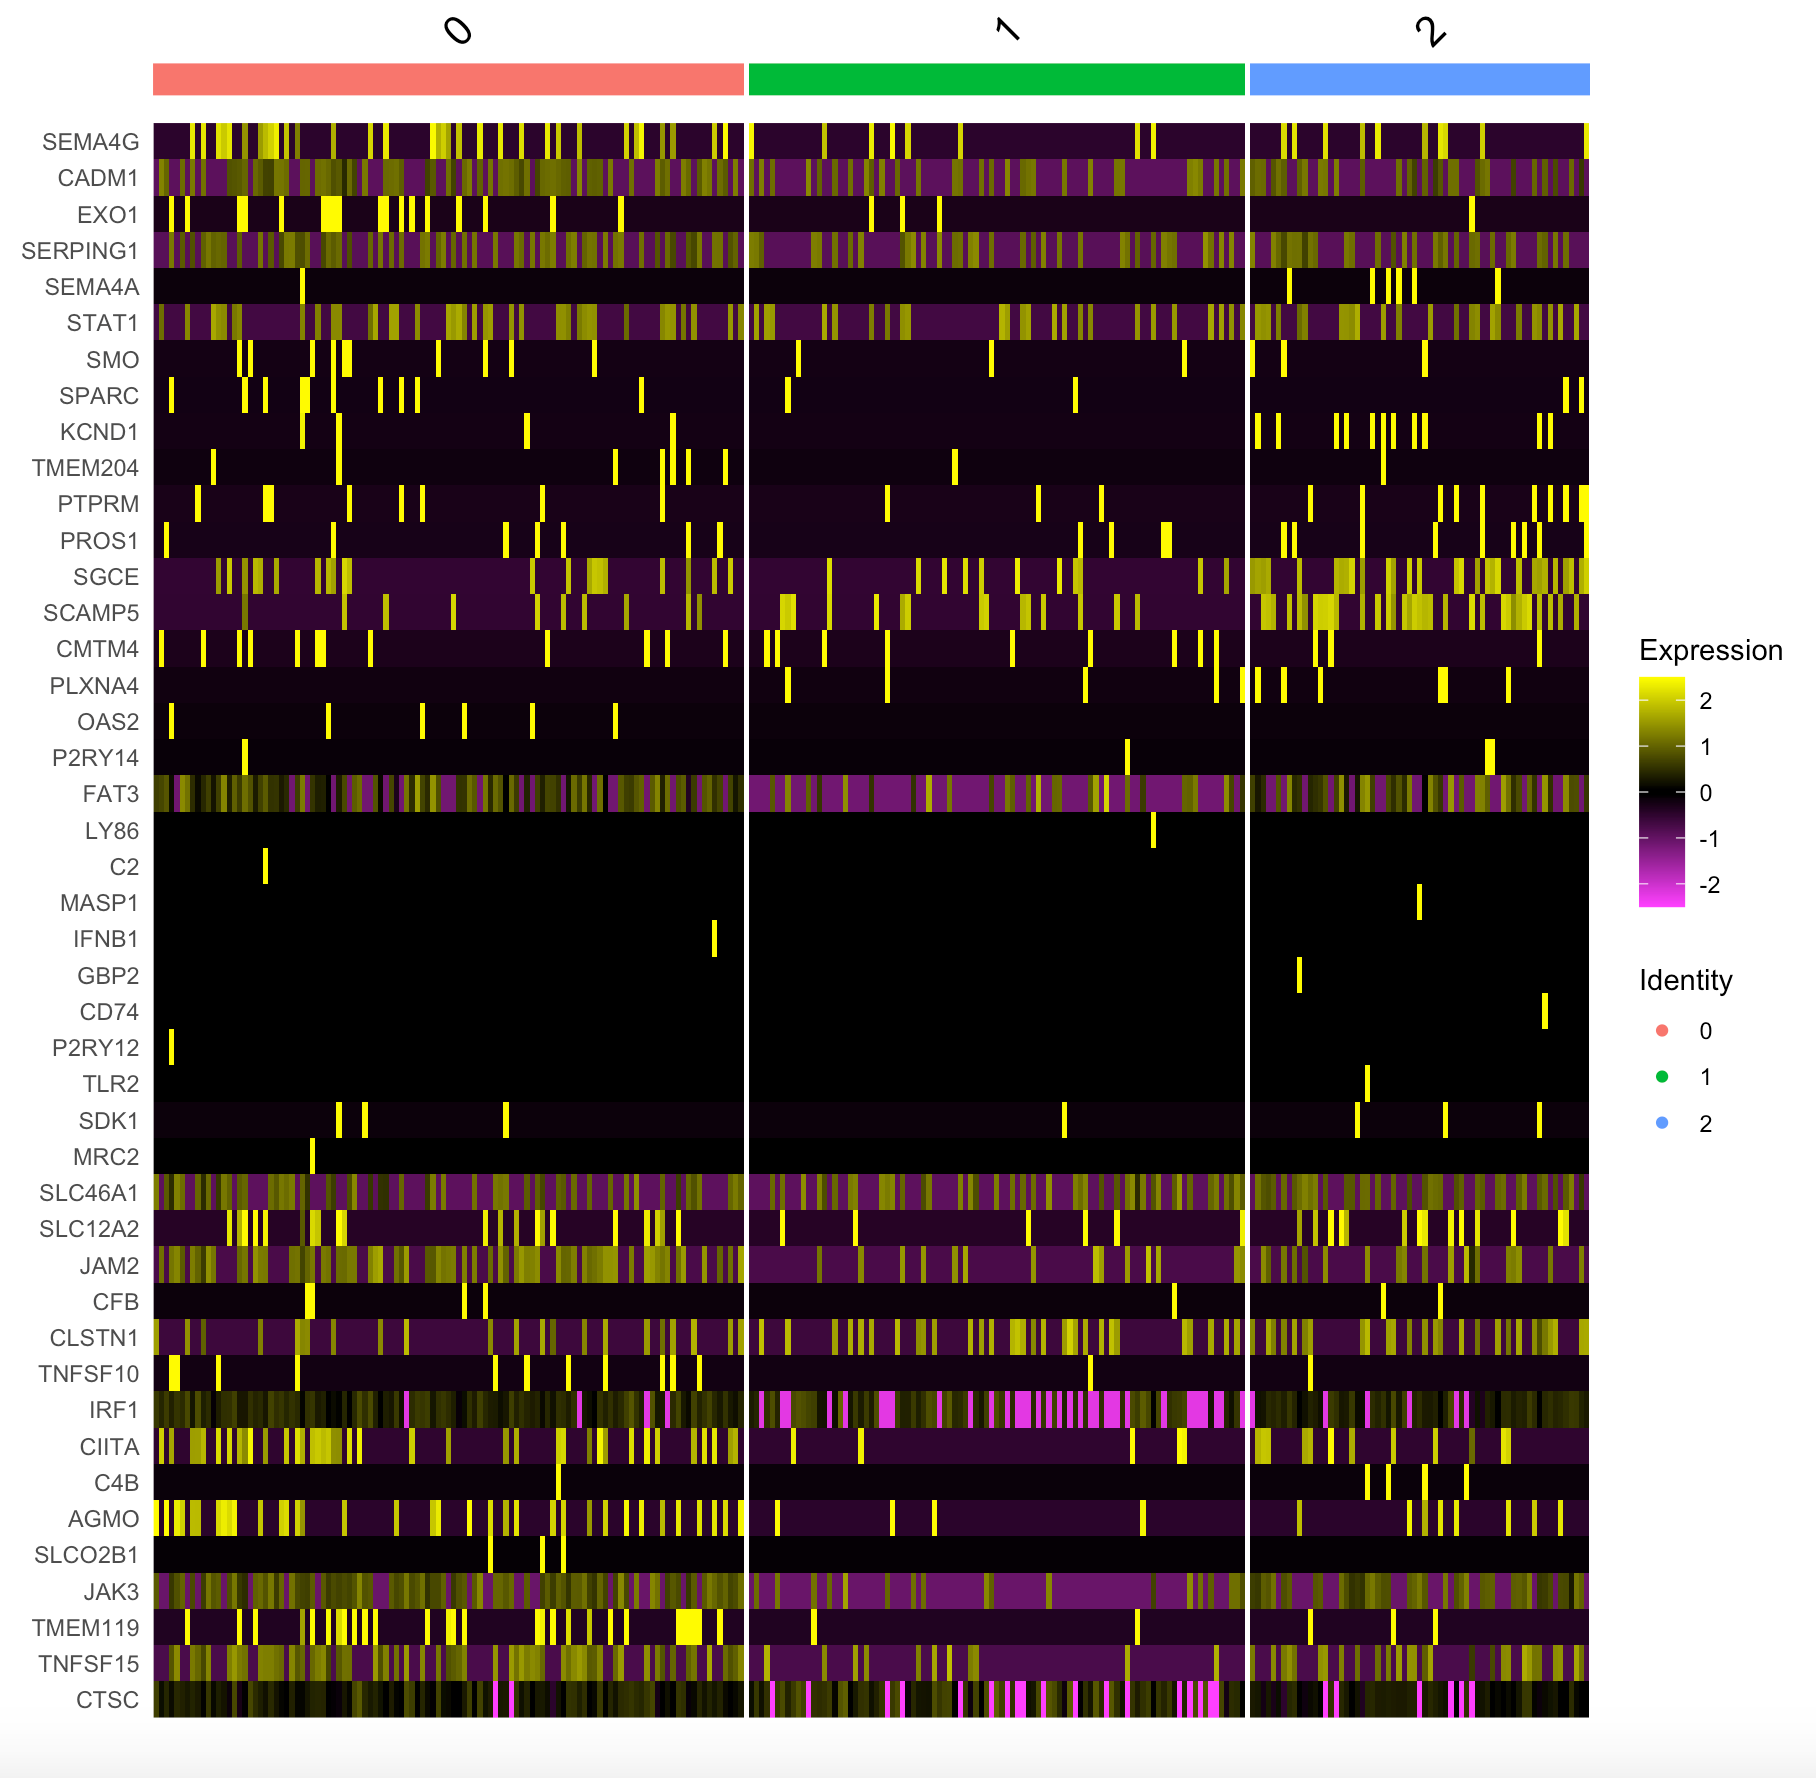 0 1 2
SEMA4G
CADM1
EXO1
SERPING1
SEMA4A
STAT1
SMO
SPARC
KCND1
TMEM204
PTPRM
PROS1
SGCE
SCAMP5
CMTM4
PLXNA4
OAS2
P2RY14
FAT3
LY86
C2
MASP1
IFNB1
GBP2
CD74
P2RY12
TLR2
SDK1
MRC2
SLC46A1
SLC12A2
JAM2
CFB
CLSTN1
TNFSF10
IRF1
CIITA
C4B
AGMO
SLCO2B1
JAK3
TMEM119
TNFSF15
CTSC
Expression
2
1
0
-1
-2
Identity
0
1
2